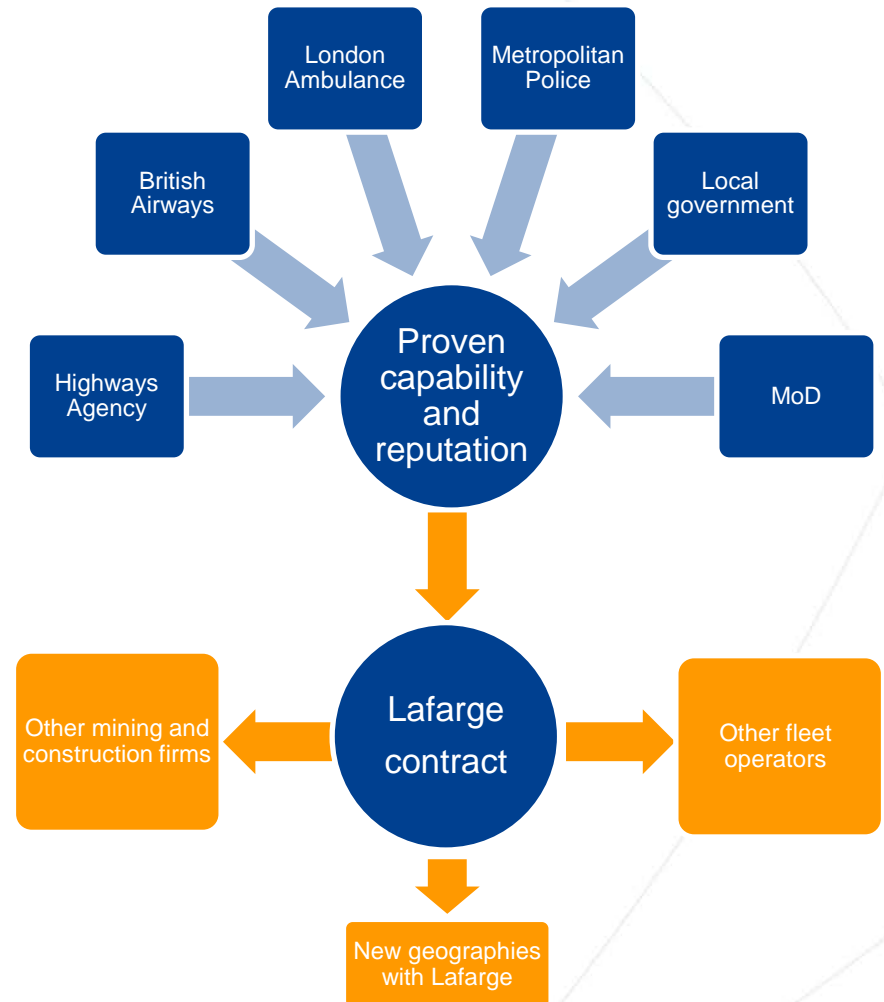 London
Ambulance
Metropolitan
Police
British
Airways
Local
government
Highways
Agency
Proven
capability
and
reputation
MoD
Other mining and
construction firms
Lafarge
contract
Other fleet
operators
New geographies
with Lafarge